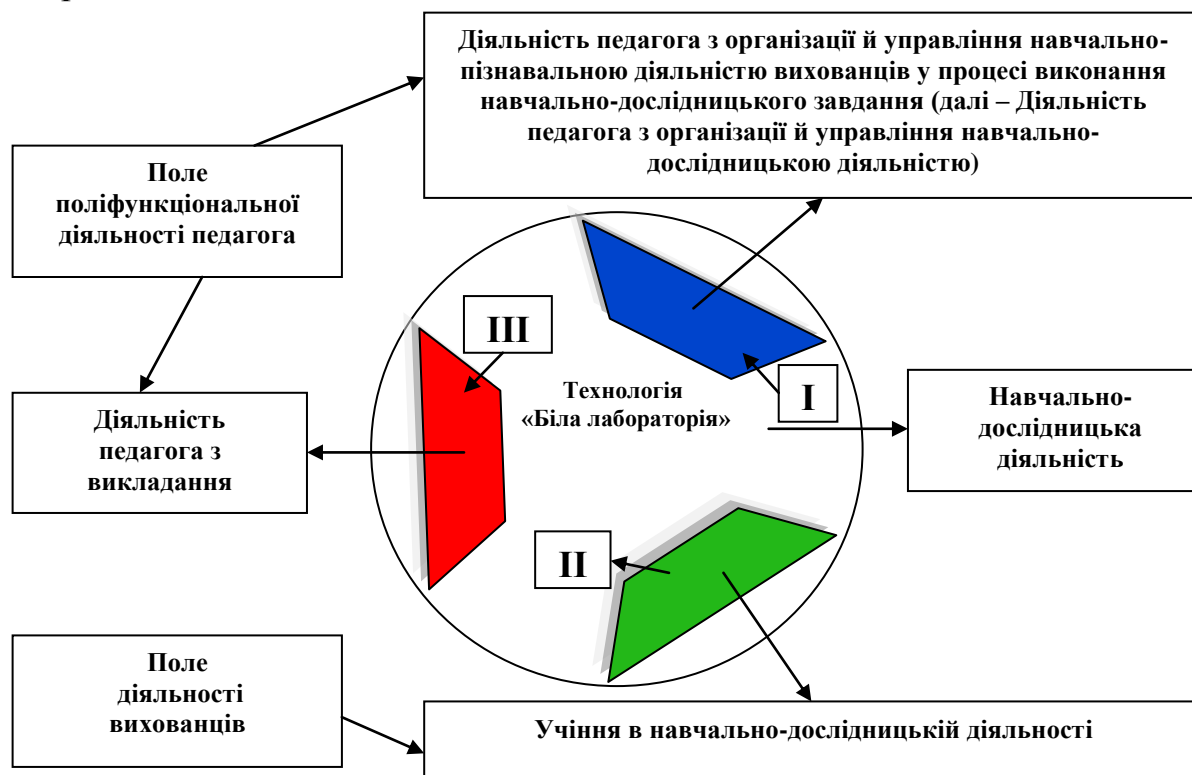 Діяльність педагога з організації й управління навчально-
пізнавальною діяльністю вихованців у процесі виконання
навчально-дослідницького завдання (далі – Діяльність
педагога з організації й управління навчально-
дослідницькою діяльністю)
Поле
поліфункціональної
діяльності педагога
III
I
Технологія
«Біла лабораторія»
Діяльність
педагога з
викладання
Навчально-
дослідницька
діяльність
II
Поле
діяльності
вихованців
Учіння в навчально-дослідницькій діяльності